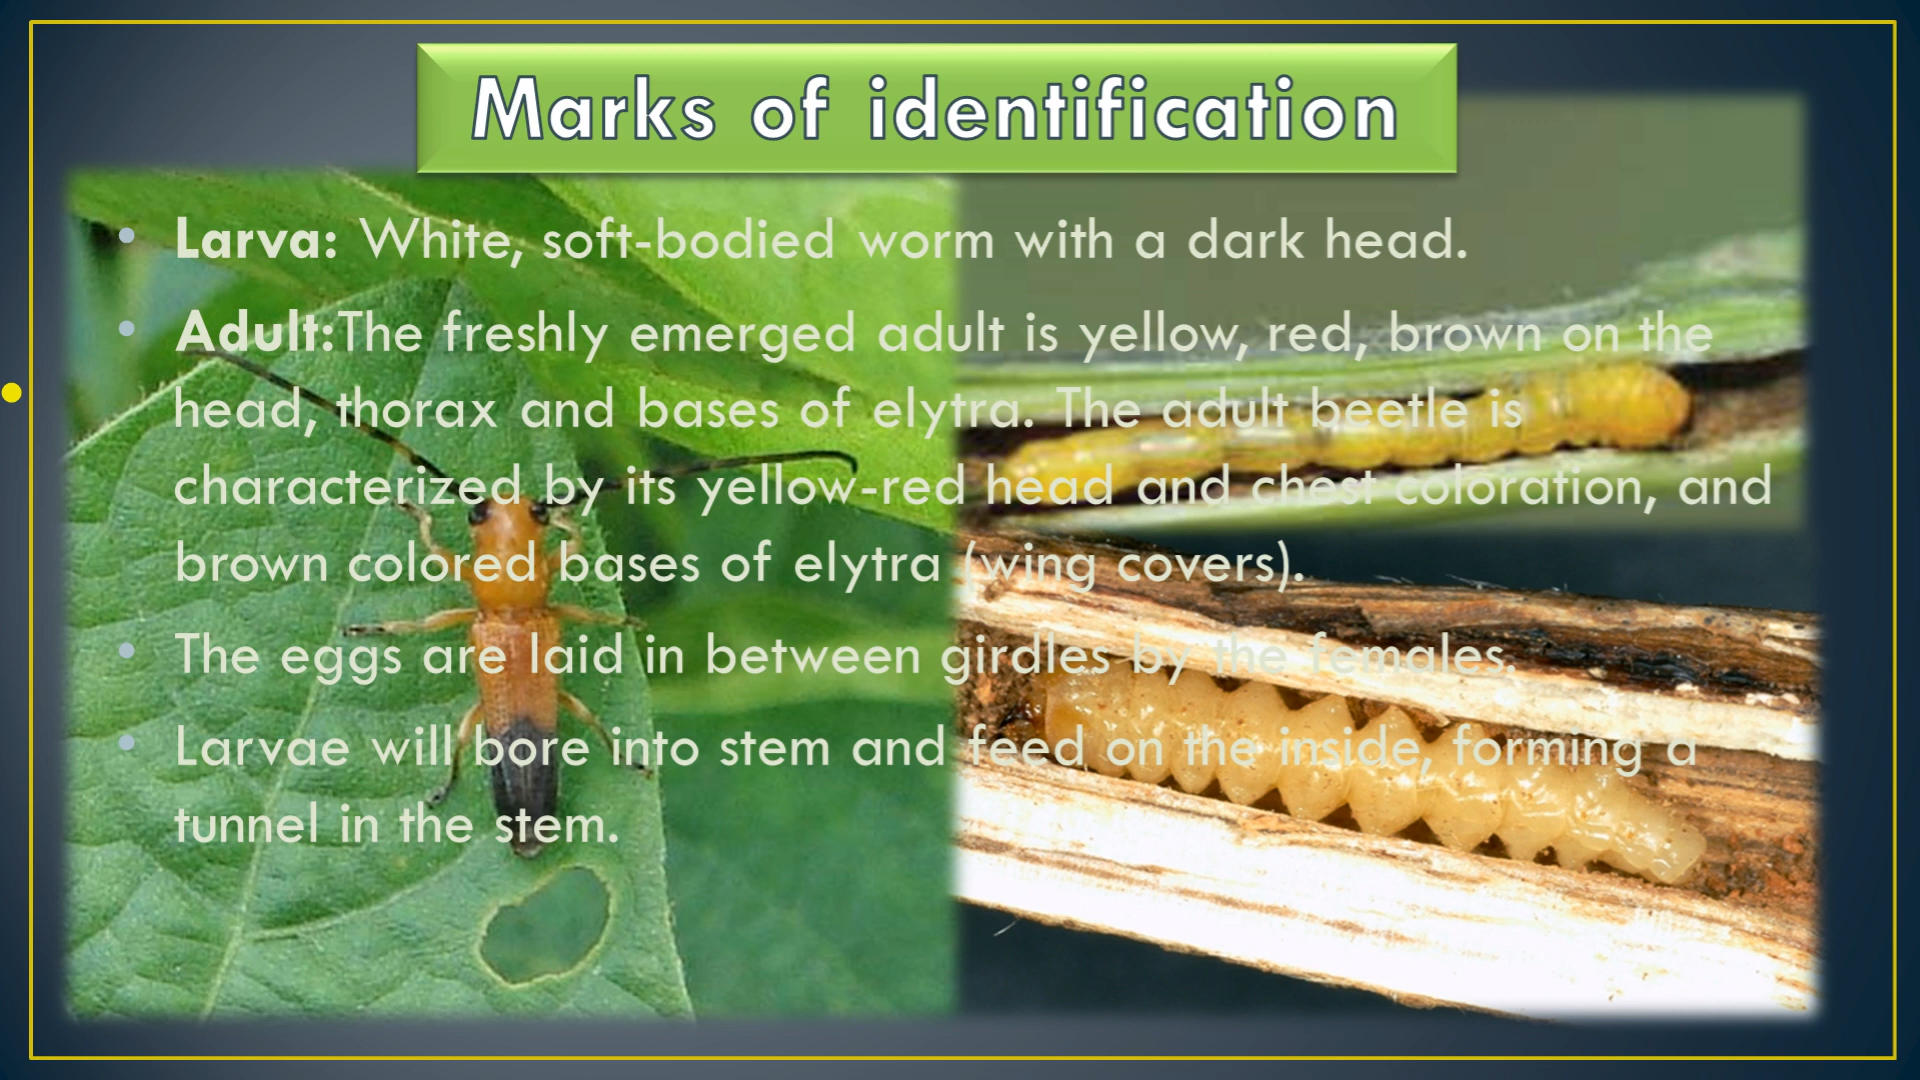 Marks of identification
• Larva: White, soft-bodied worm with a dark head.
• Adult:The freshly emerged adult is yellow, red, brown on the
head, thorax and bases of elytra. The adult beetle is
characterized by its yellow-red head and chest coloration, and
brown colored bases of elytra (wing covers).
• The eggs are laid in between girdles by the females.
• Larvae will bore into stem and feed on the inside, forming a
tunnel in the stem.